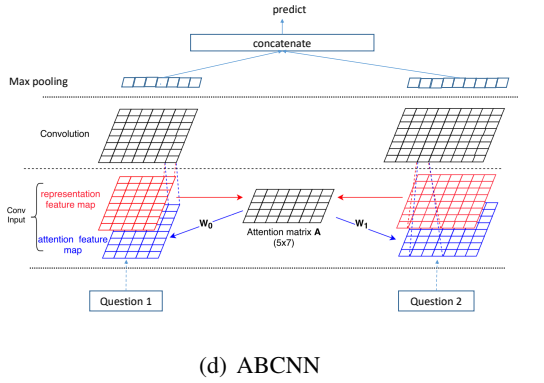 predict
concatenate
Max pooling
Convolution
representation
feature map
Conv
Input
attention feature
map
W0
Attention matrix A
(5x7)
W1
Question 1
Question 2
(d) ABCNN